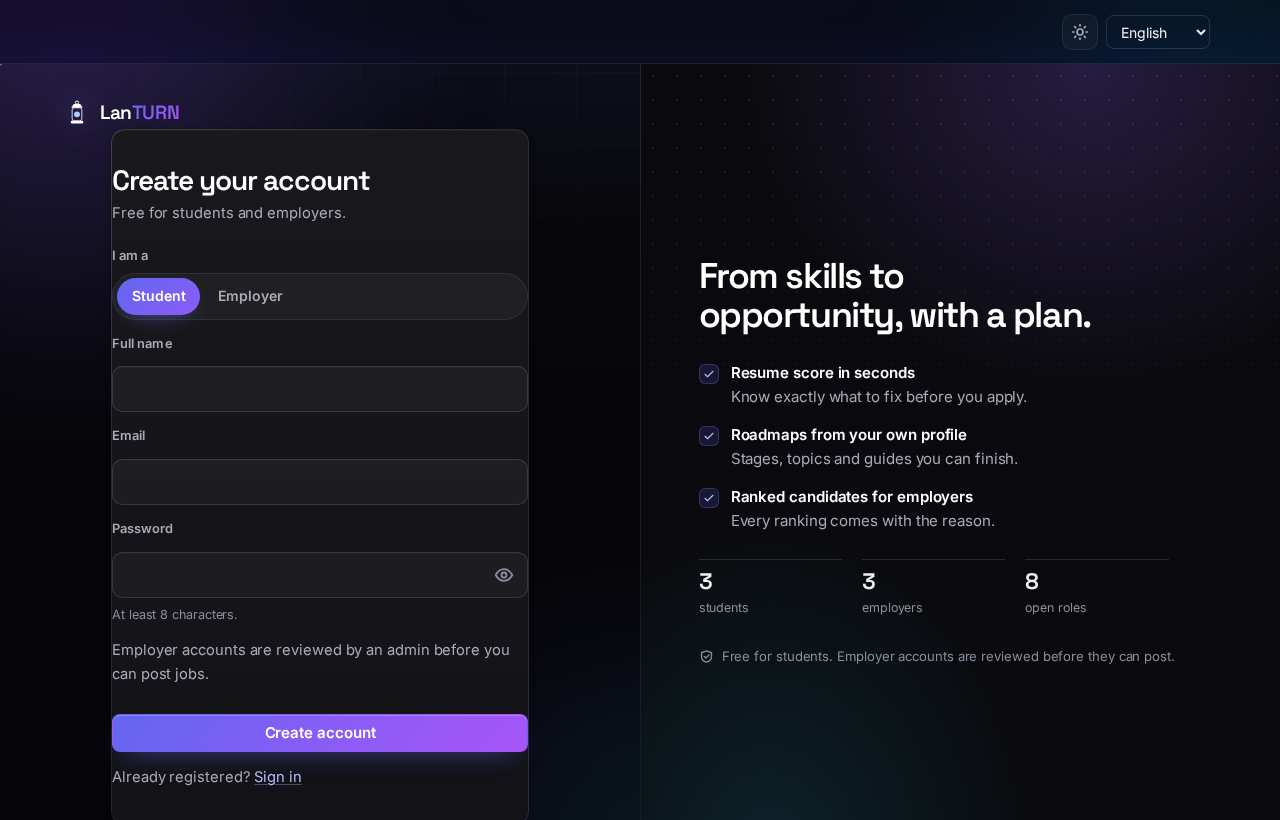 English
LanTURN
Create your account
Free for students and employers.
I am a
Student
Employer
Full name
Email
Password
At least 8 characters.
Employer accounts are reviewed by an admin before you
can post jobs.
Create account
Already registered? Sign in
From skills to
opportunity, with a plan.
Resume score in seconds
Know exactly what to fix before you apply.
Roadmaps from your own profile
Stages, topics and guides you can finish.
Ranked candidates for employers
Every ranking comes with the reason.
3
students
3
employers
8
open roles
Free for students. Employer accounts are reviewed before they can post.